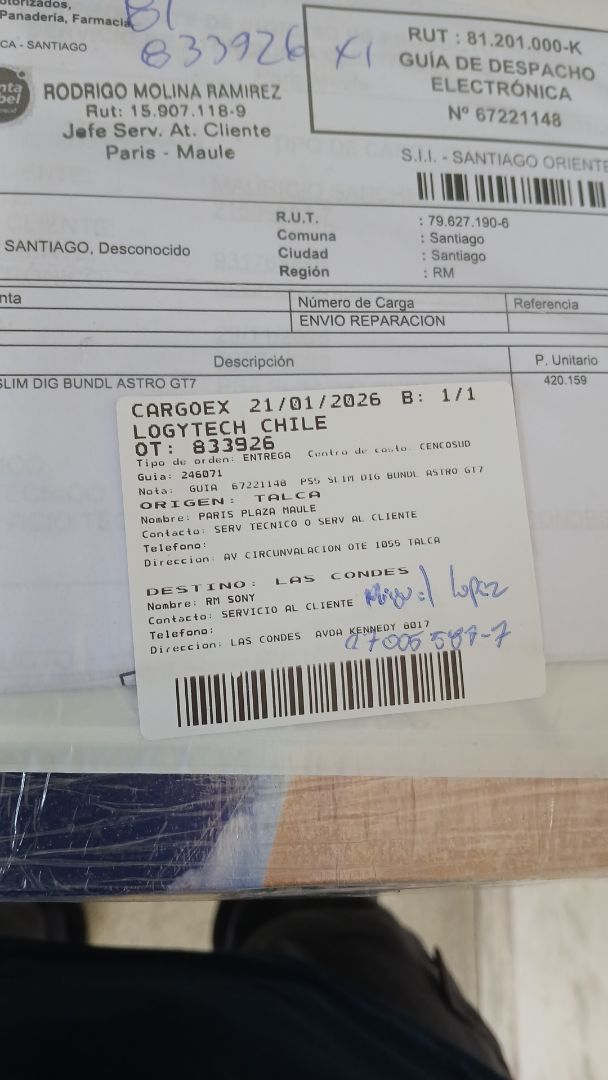 Panadería, Farmacia
81
CA - SANTIAGO
833926 x1
RUT : 81.201.000-K
GUÍA DE DESPACHO
ELECTRÓNICA
Nº 67221148
RODRIGO MOLINA RAMIREZ
Rut: 15.907.118-9
Jefe Serv. At. Cliente
Paris - Maule
S.I.I. - SANTIAGO ORIENTE
R.U.T. : 79.627.190-6
Comuna : Santiago
SANTIAGO, Desconocido Ciudad : Santiago
Región : RM
nta Número de Carga Referencia
ENVIO REPARACION
Descripción P. Unitario
SLIM DIG BUNDL ASTRO GT7 420.159
CARGOEX 21/01/2026 B: 1/1
LOGYTECH CHILE
OT: 833926
Tipo de orden: ENTREGA Centro de costo. CENCOSUD
Guia: 246071
Nota: GUIA 67221148 PS5 SLIM DIG BUNDL ASTRO GT7
ORIGEN: TALCA
Nombre: PARIS PLAZA MAULE
Contacto: SERV TECNICO O SERV AL CLIENTE
Telefono:
Direccion: AV CIRCUNVALACION OTE 1055 TALCA
DESTINO: LAS CONDES
Nombre: RM SONY
Contacto: SERVICIO AL CLIENTE Miguel Lopez
Telefono:
Direccion: LAS CONDES AVDA KENNEDY 6017